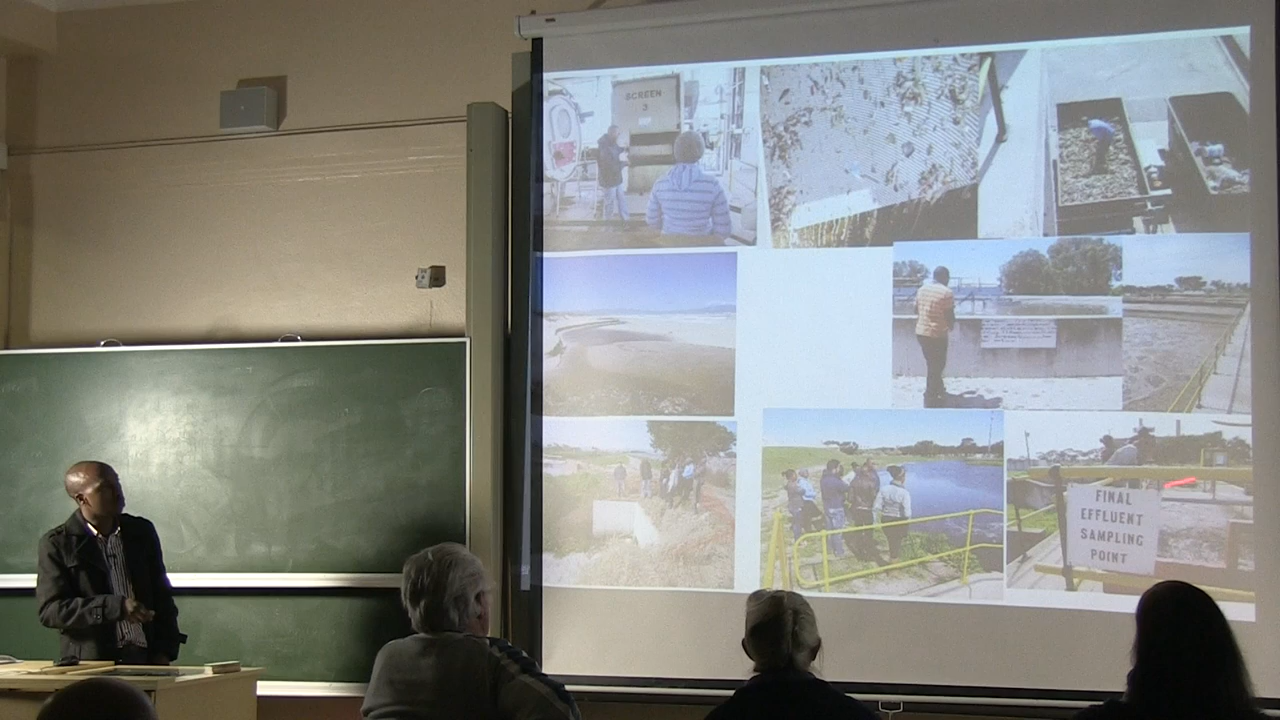 SCREEN
3
FINAL
EFFLUENT
SAMPLING
POINT